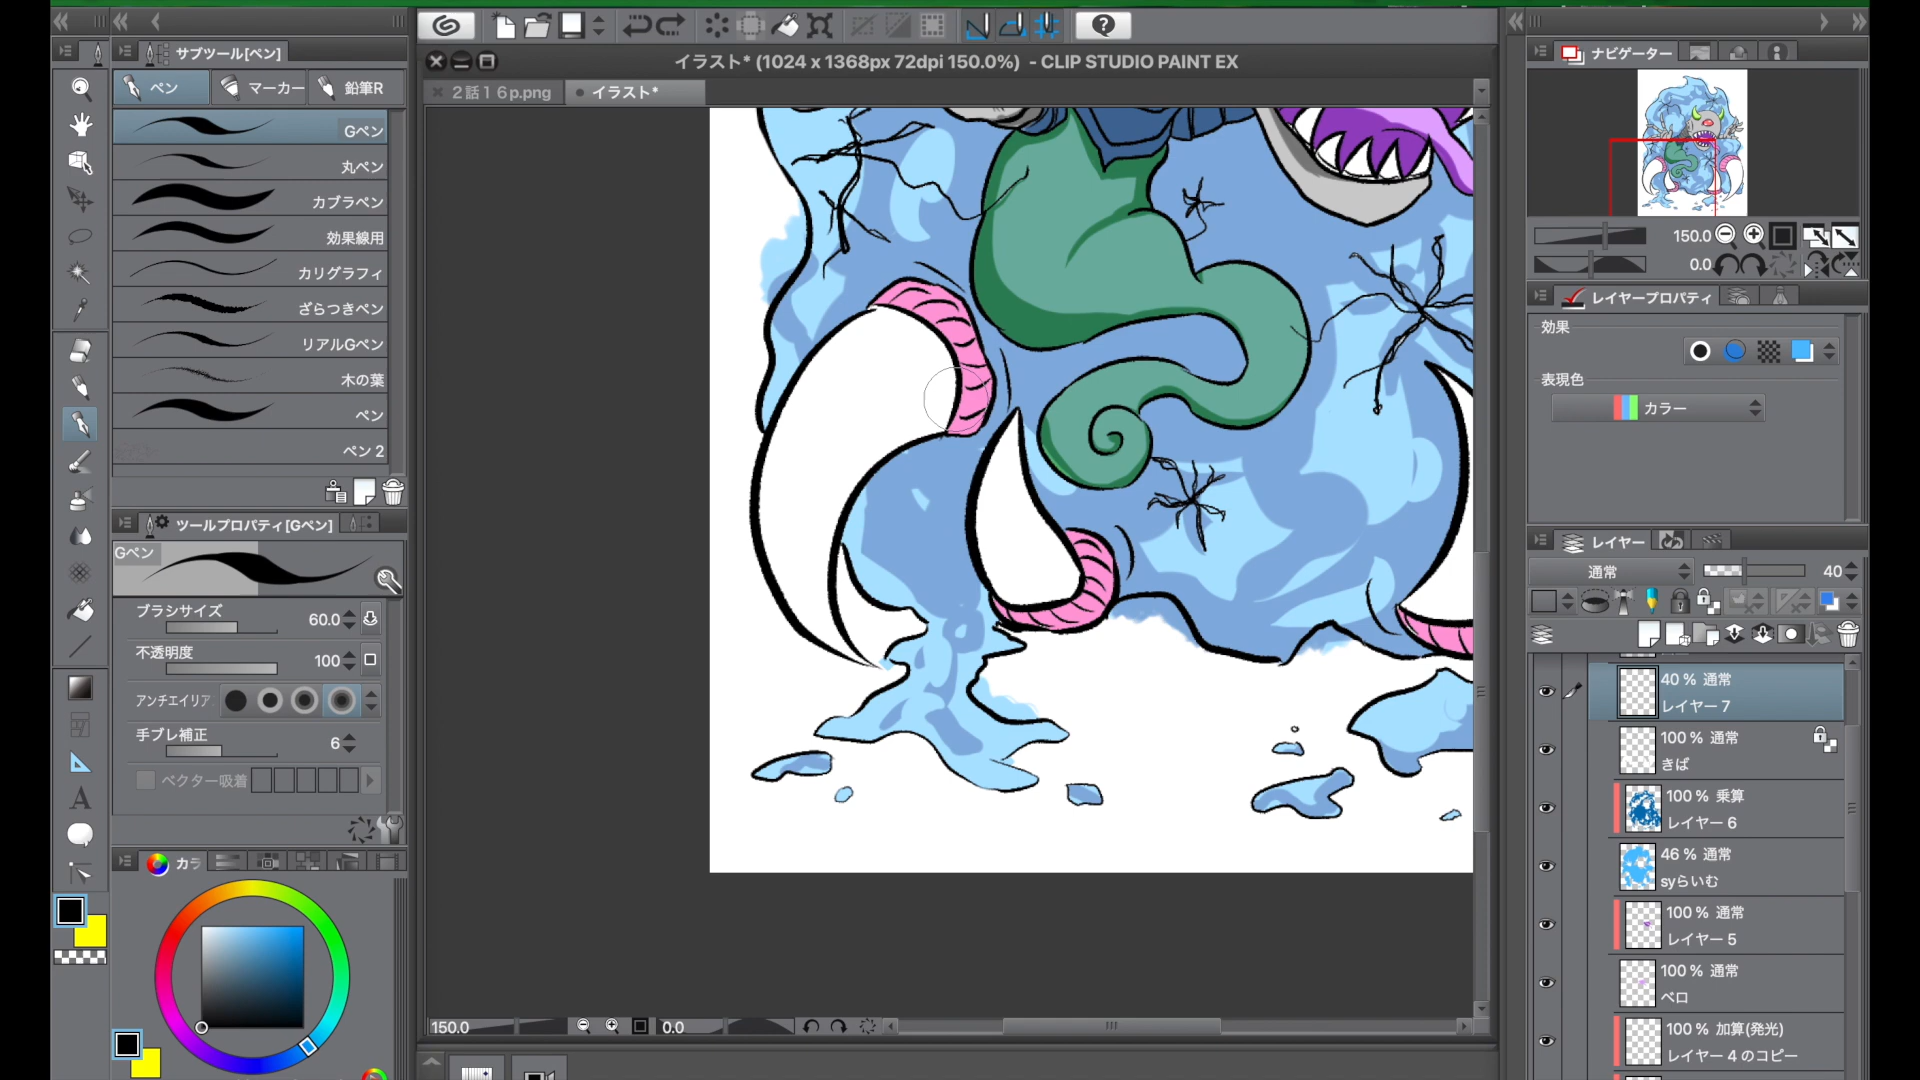 サブツール[ペン]
ペン
マーカー
鉛筆R
Gペン
丸ペン
カブラペン
効果線用
カリグラフィ
ざらつきペン
リアルGペン
木の葉
ペン
ペン 2
ツールプロパティ[Gペン]
Gペン
ブラシサイズ 60.0
不透明度 100
アンチエイリア
手ブレ補正 6
ベクター吸着
カラ
イラスト* (1024 x 1368px 72dpi 150.0%) - CLIP STUDIO PAINT EX
２話１６p.png
イラスト*
150.0
0.0
ナビゲーター
150.0
0.0
レイヤープロパティ
効果
表現色
カラー
レイヤー
通常 40
40 % 通常
レイヤー 7
100 % 通常
きば
100 % 乗算
レイヤー 6
46 % 通常
syらいむ
100 % 通常
レイヤー 5
100 % 通常
ベロ
100 % 加算(発光)
レイヤー 4 のコピー